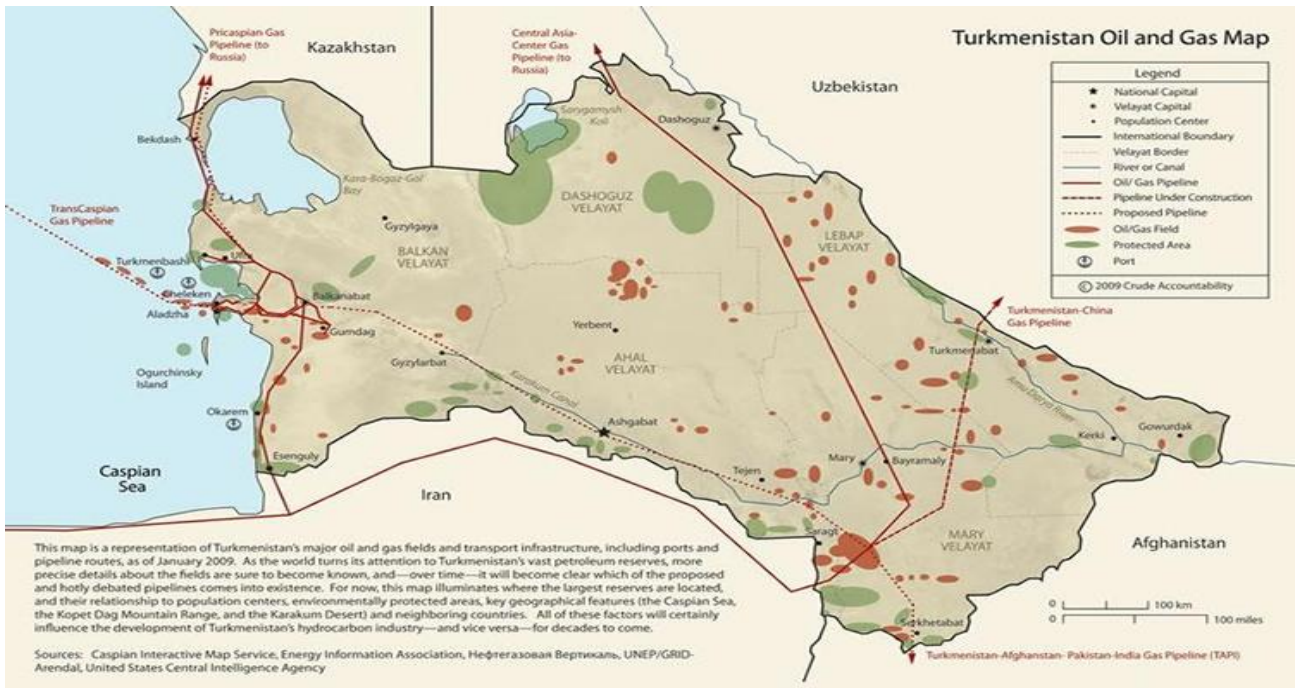 Turkmenistan Oil and Gas Map
Legend
National Capital
Velayat Capital
Population Center
International Boundary
Velayat Border
River or Canal
Oil/ Gas Pipeline
Pipeline Under Construction
Proposed Pipeline
Oil/Gas Field
Protected Area
Port
© 2009 Crude Accountability
Pricaspian Gas
Pipeline (to
Russia)
Kazakhstan
Central Asia-
Center Gas
Pipeline (to
Russia)
Uzbekistan
Sarygamysh
Koli
Dashoguz
Bekdash
Kara-Bogaz-Gol
Bay
DASHOGUZ
VELAYAT
TransCaspian
Gas Pipeline
Gyzylgaya
BALKAN
VELAYAT
LEBAP
VELAYAT
Turkmenbashi
Ufra
Cheleken
Aladzha
Balkanabat
Gumdag
Turkmenistan-China
Gas Pipeline
Yerbent
Turkmenabat
Gyzylarbat
AHAL
VELAYAT
Ogurchinsky
Island
Karakum Canal
Amu Darya River
Okarem
Ashgabat
Kerki
Gowurdak
Caspian
Sea
Esenguly
Iran
Tejen
Mary
Bayramaly
Saragt
MARY
VELAYAT
Afghanistan
This map is a representation of Turkmenistan's major oil and gas fields and transport infrastructure, including ports and
pipeline routes, as of January 2009. As the world turns its attention to Turkmenistan's vast petroleum reserves, more
precise details about the fields are sure to become known, and—over time—it will become clear which of the proposed
and hotly debated pipelines comes into existence. For now, this map illuminates where the largest reserves are located,
and their relationship to population centers, environmentally protected areas, key geographical features (the Caspian Sea,
the Kopet Dag Mountain Range, and the Karakum Desert) and neighboring countries. All of these factors will certainly
influence the development of Turkmenistan's hydrocarbon industry—and vice versa—for decades to come.
Sources: Caspian Interactive Map Service, Energy Information Association, Нефтегазовая Вертикаль, UNEP/GRID-
Arendal, United States Central Intelligence Agency
0 100 km
0 100 miles
Serkhetabat
Turkmenistan-Afghanstan- Pakistan-India Gas Pipeline (TAPI)